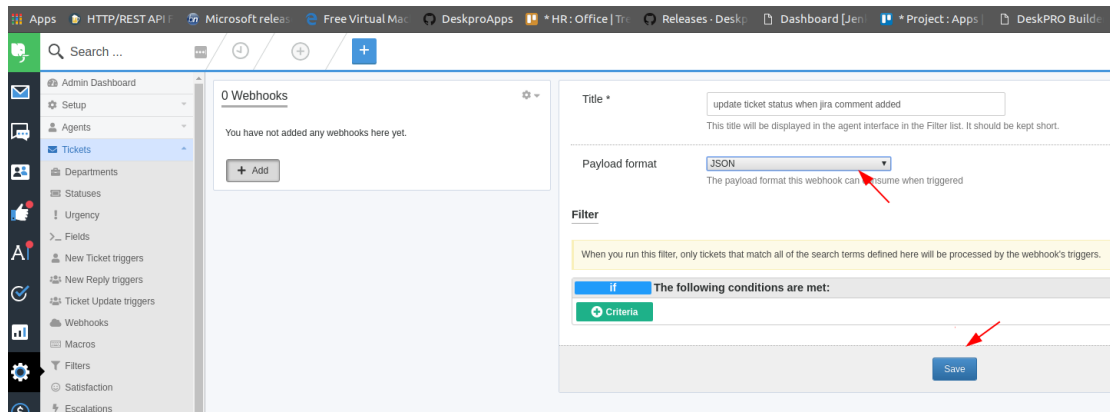 Apps HTTP/REST API F Microsoft releas Free Virtual Mac DeskproApps * HR : Office | Tre Releases · Deskp Dashboard [Jen * Project : Apps | DeskPRO Builde
Search ...
Admin Dashboard
Setup
Agents
Tickets
Departments
Statuses
Urgency
Fields
New Ticket triggers
New Reply triggers
Ticket Update triggers
Webhooks
Macros
Filters
Satisfaction
Escalations
0 Webhooks
You have not added any webhooks here yet.
+ Add
Title *
update ticket status when jira comment added
This title will be displayed in the agent interface in the Filter list. It should be kept short.
Payload format
JSON
The payload format this webhook can consume when triggered
Filter
When you run this filter, only tickets that match all of the search terms defined here will be processed by the webhook's triggers.
if The following conditions are met:
Criteria
Save